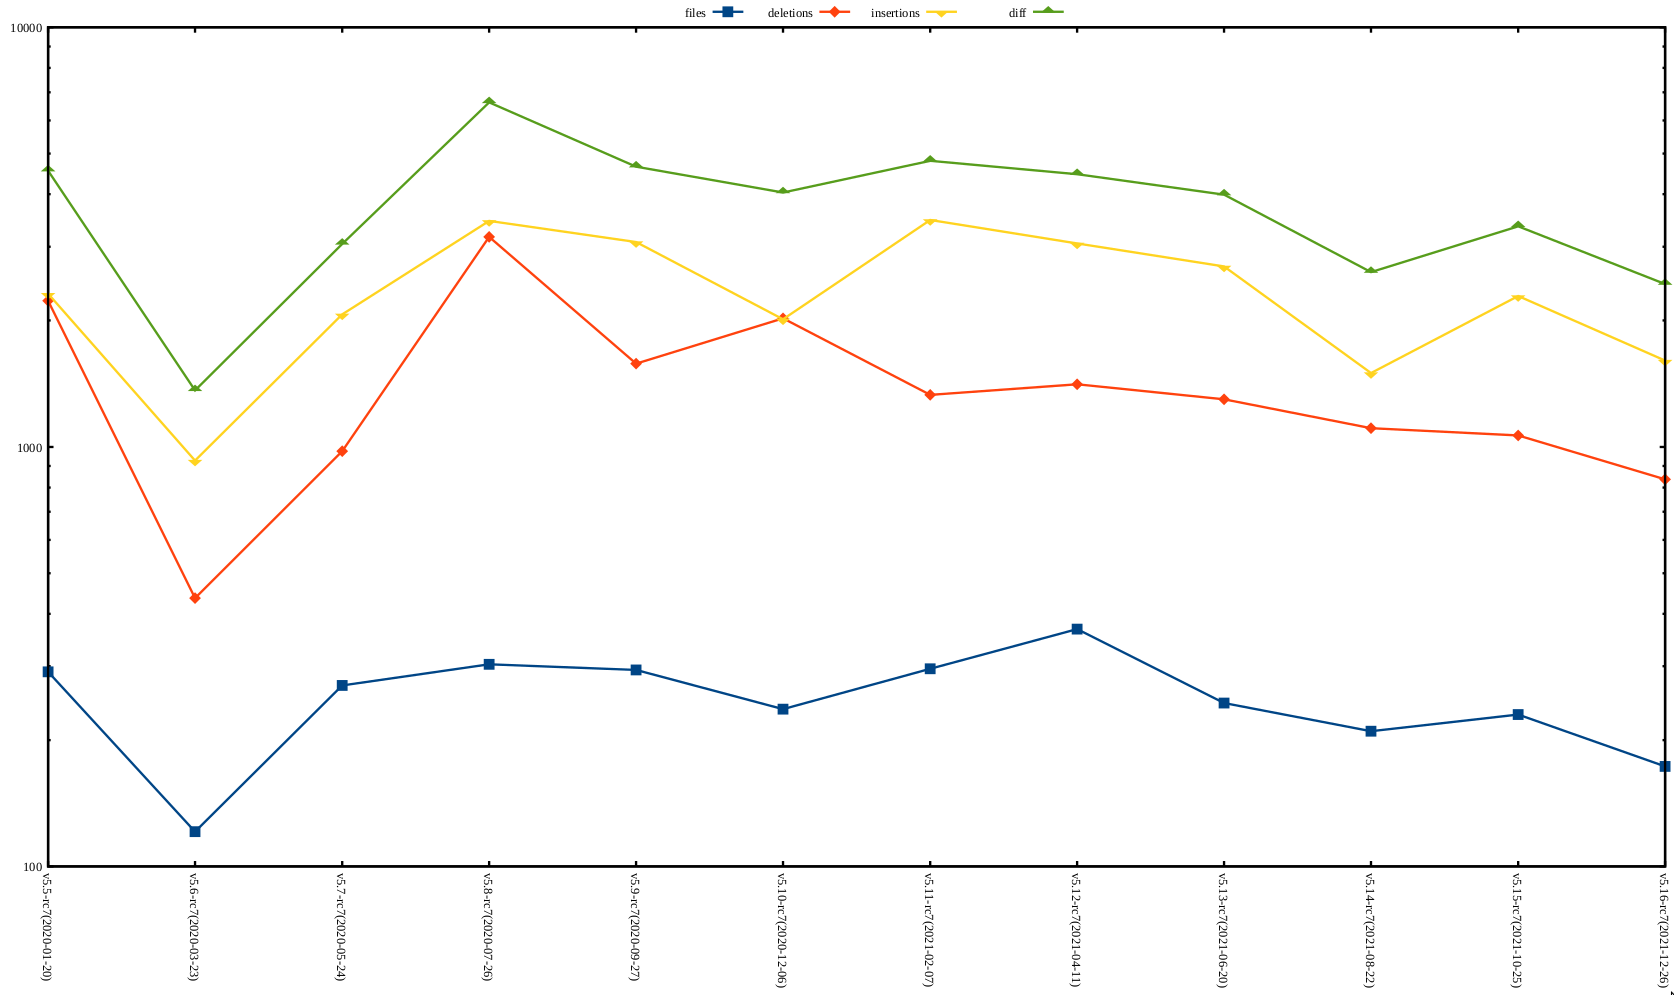 files deletions insertions diff
10000
1000
100
v5.5-rc7(2020-01-20)
v5.6-rc7(2020-03-23)
v5.7-rc7(2020-05-24)
v5.8-rc7(2020-07-26)
v5.9-rc7(2020-09-27)
v5.10-rc7(2020-12-06)
v5.11-rc7(2021-02-07)
v5.12-rc7(2021-04-11)
v5.13-rc7(2021-06-20)
v5.14-rc7(2021-08-22)
v5.15-rc7(2021-10-25)
v5.16-rc7(2021-12-26)